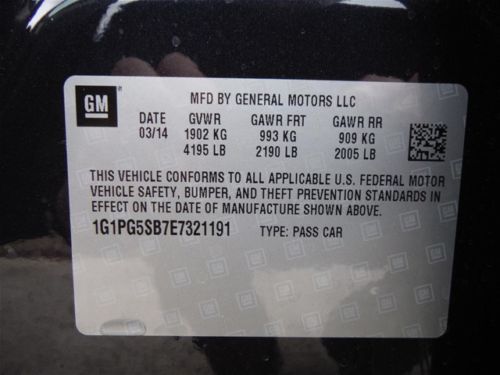 GM
MFD BY GENERAL MOTORS LLC
DATE GVWR GAWR FRT GAWR RR
03/14 1902 KG 993 KG 909 KG
4195 LB 2190 LB 2005 LB
THIS VEHICLE CONFORMS TO ALL APPLICABLE U.S. FEDERAL MOTOR
VEHICLE SAFETY, BUMPER, AND THEFT PREVENTION STANDARDS IN
EFFECT ON THE DATE OF MANUFACTURE SHOWN ABOVE.
1G1PG5SB7E7321191 TYPE: PASS CAR